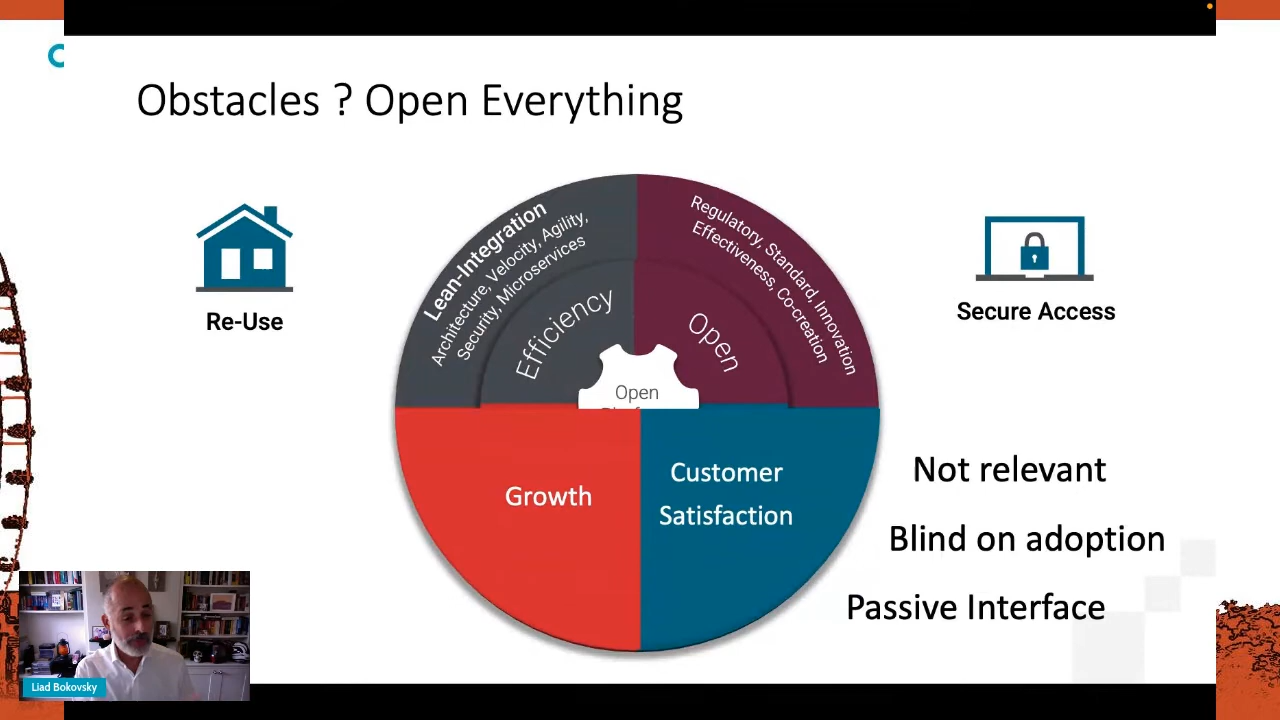 Obstacles ? Open Everything
Re-Use
Lean-Integration
Architecture, Velocity, Agility,
Security, Microservices
Efficiency
Regulatory, Standard, Innovation
Effectiveness, Co-creation
Open
Open
Secure Access
Growth
Customer
Satisfaction
Not relevant
Blind on adoption
Passive Interface
Liad Bokovsky